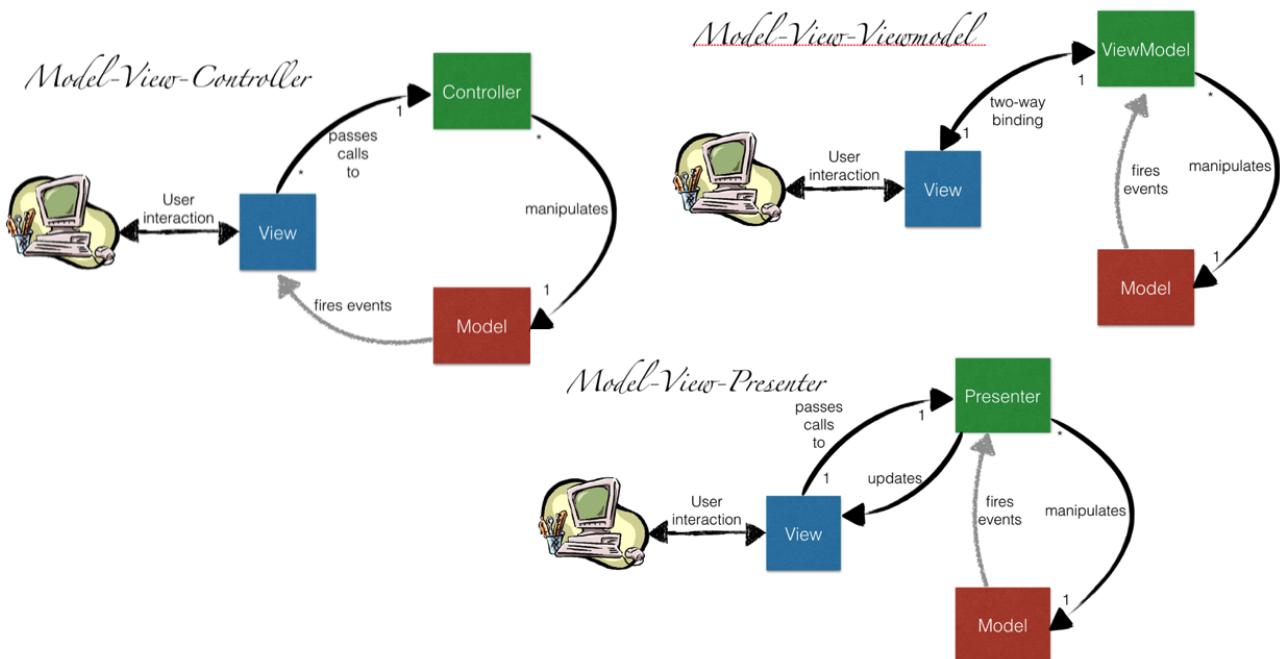 Model-View-Controller
Controller
1
passes
calls
to
*
*
User
interaction
View
manipulates
1
fires events
Model
Model-View-Viewmodel
ViewModel
1
*
two-way
binding
1
User
interaction
View
fires
events
manipulates
1
Model
Model-View-Presenter
passes
calls
to
Presenter
1
*
1
updates
User
interaction
View
fires
events
manipulates
1
Model